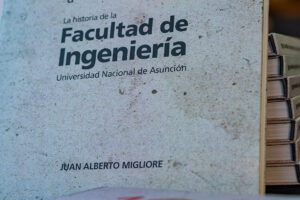 La historia de la
Facultad de
Ingeniería
Universidad Nacional de Asunción
JUAN ALBERTO MIGLIORE